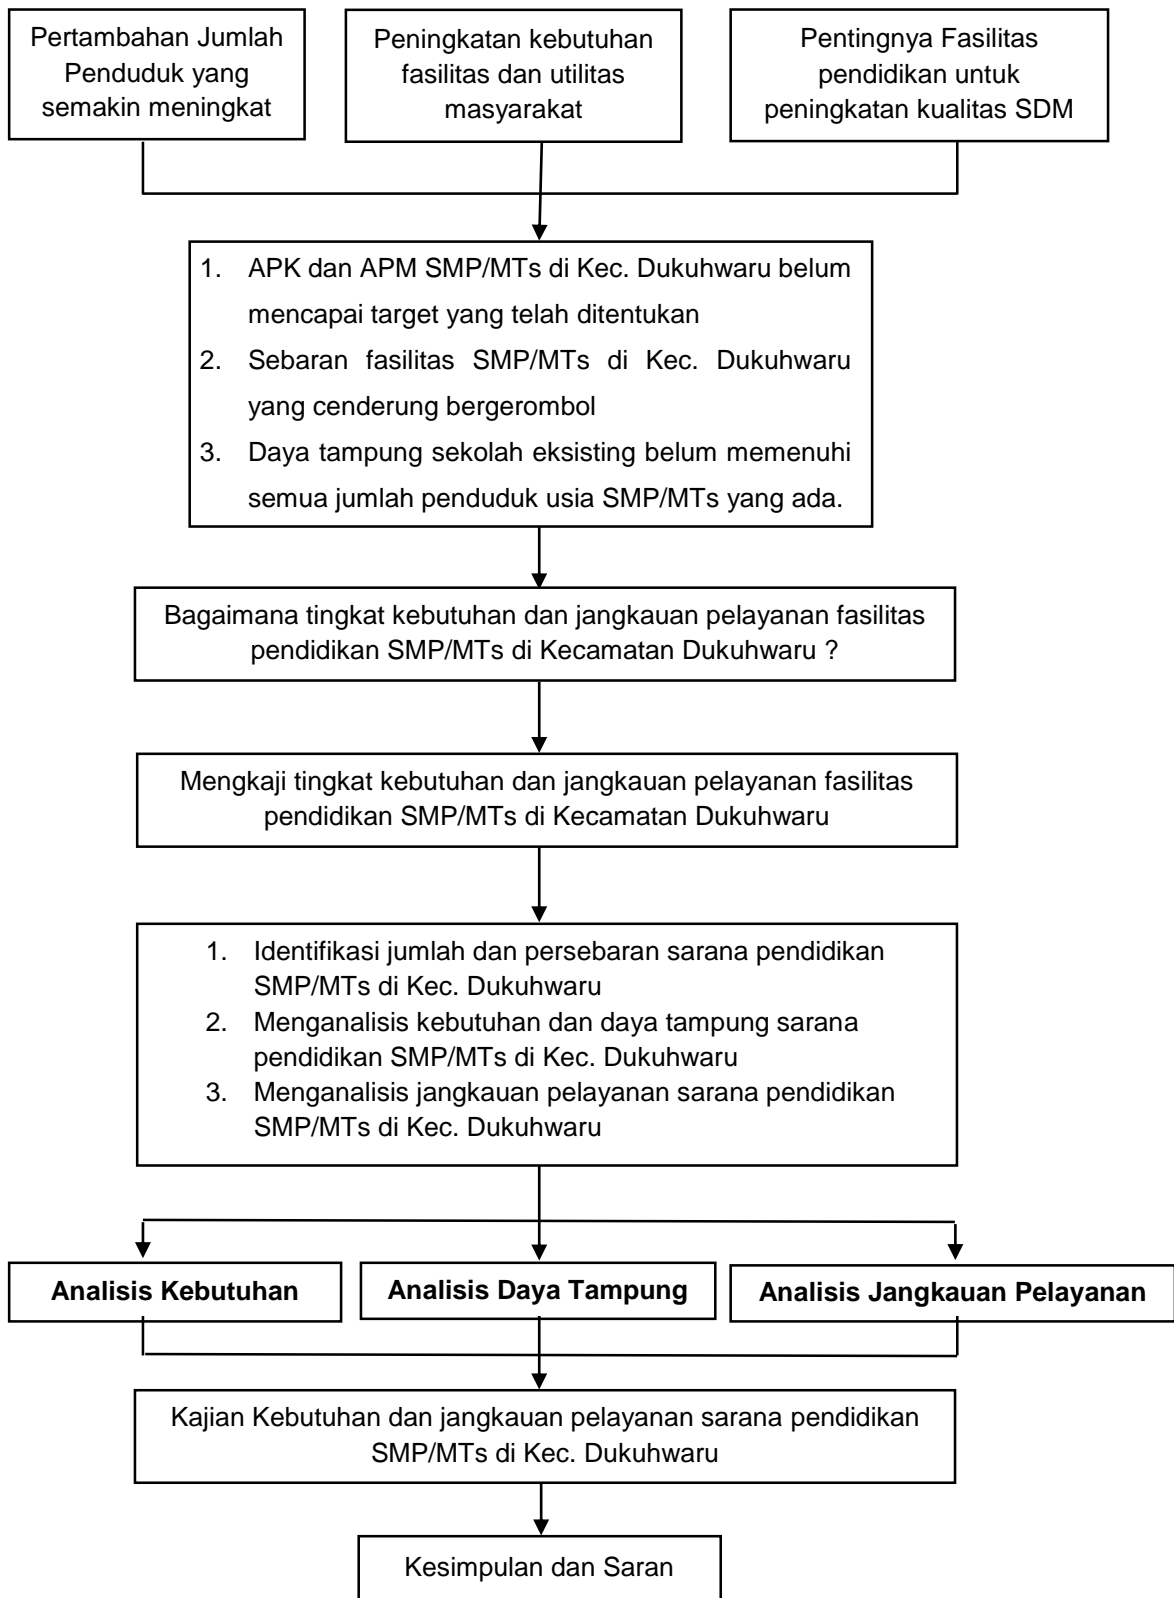 Pertambahan Jumlah
Penduduk yang
semakin meningkat
Peningkatan kebutuhan
fasilitas dan utilitas
masyarakat
Pentingnya Fasilitas
pendidikan untuk
peningkatan kualitas SDM
1. APK dan APM SMP/MTs di Kec. Dukuhwaru belum
mencapai target yang telah ditentukan
2. Sebaran fasilitas SMP/MTs di Kec. Dukuhwaru
yang cenderung bergerombol
3. Daya tampung sekolah eksisting belum memenuhi
semua jumlah penduduk usia SMP/MTs yang ada.
Bagaimana tingkat kebutuhan dan jangkauan pelayanan fasilitas
pendidikan SMP/MTs di Kecamatan Dukuhwaru ?
Mengkaji tingkat kebutuhan dan jangkauan pelayanan fasilitas
pendidikan SMP/MTs di Kecamatan Dukuhwaru
1. Identifikasi jumlah dan persebaran sarana pendidikan
SMP/MTs di Kec. Dukuhwaru
2. Menganalisis kebutuhan dan daya tampung sarana
pendidikan SMP/MTs di Kec. Dukuhwaru
3. Menganalisis jangkauan pelayanan sarana pendidikan
SMP/MTs di Kec. Dukuhwaru
Analisis Kebutuhan
Analisis Daya Tampung
Analisis Jangkauan Pelayanan
Kajian Kebutuhan dan jangkauan pelayanan sarana pendidikan
SMP/MTs di Kec. Dukuhwaru
Kesimpulan dan Saran